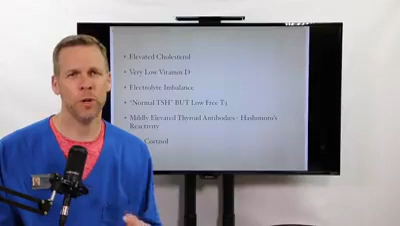 Elevated Cholesterol
Very Low Vitamin D
Electrolyte Imbalance
"Normal TSH" BUT Low Free T3
Mildly Elevated Thyroid Antibodies - Hashimoto's
Reactivity
Cortisol